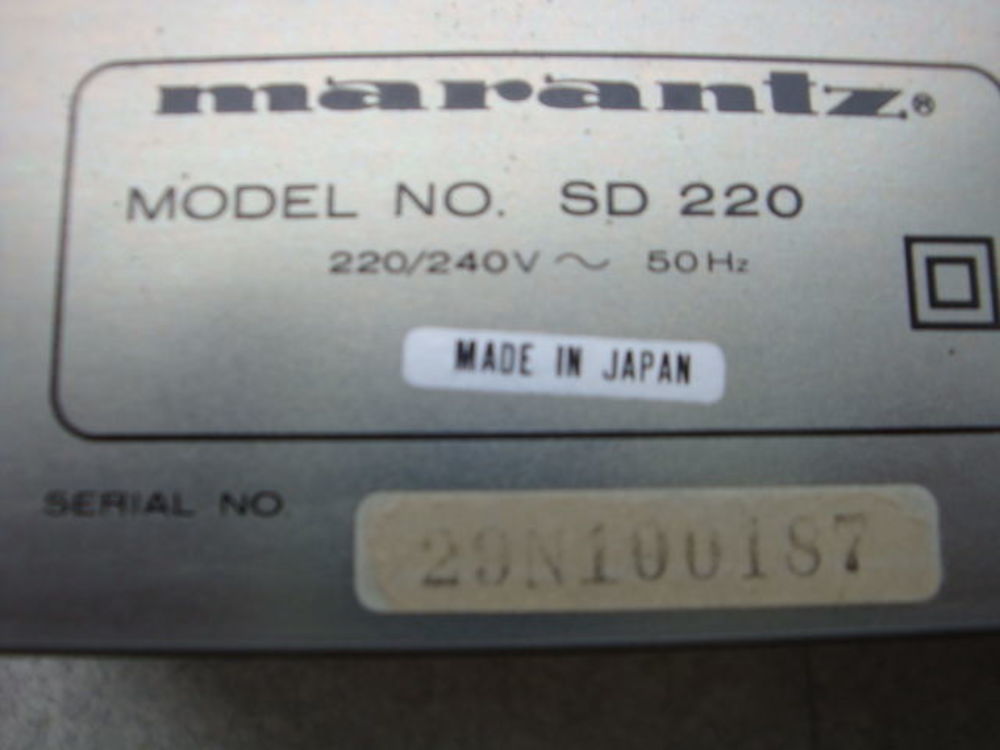 marantz®
MODEL NO. SD 220
220/240V ~ 50Hz
MADE IN JAPAN
SERIAL NO
29N100187